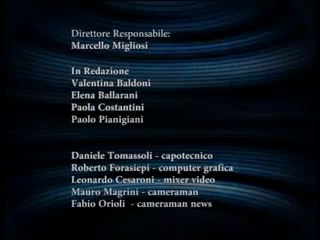 Direttore Responsabile:
Marcello Migliosi
In Redazione
Valentina Baldoni
Elena Ballarani
Paola Costantini
Paolo Pianigiani
Daniele Tomassoli - capotecnico
Roberto Forasiepi - computer grafica
Leonardo Cesaroni - mixer video
Mauro Magrini - cameraman
Fabio Orioli - cameraman news